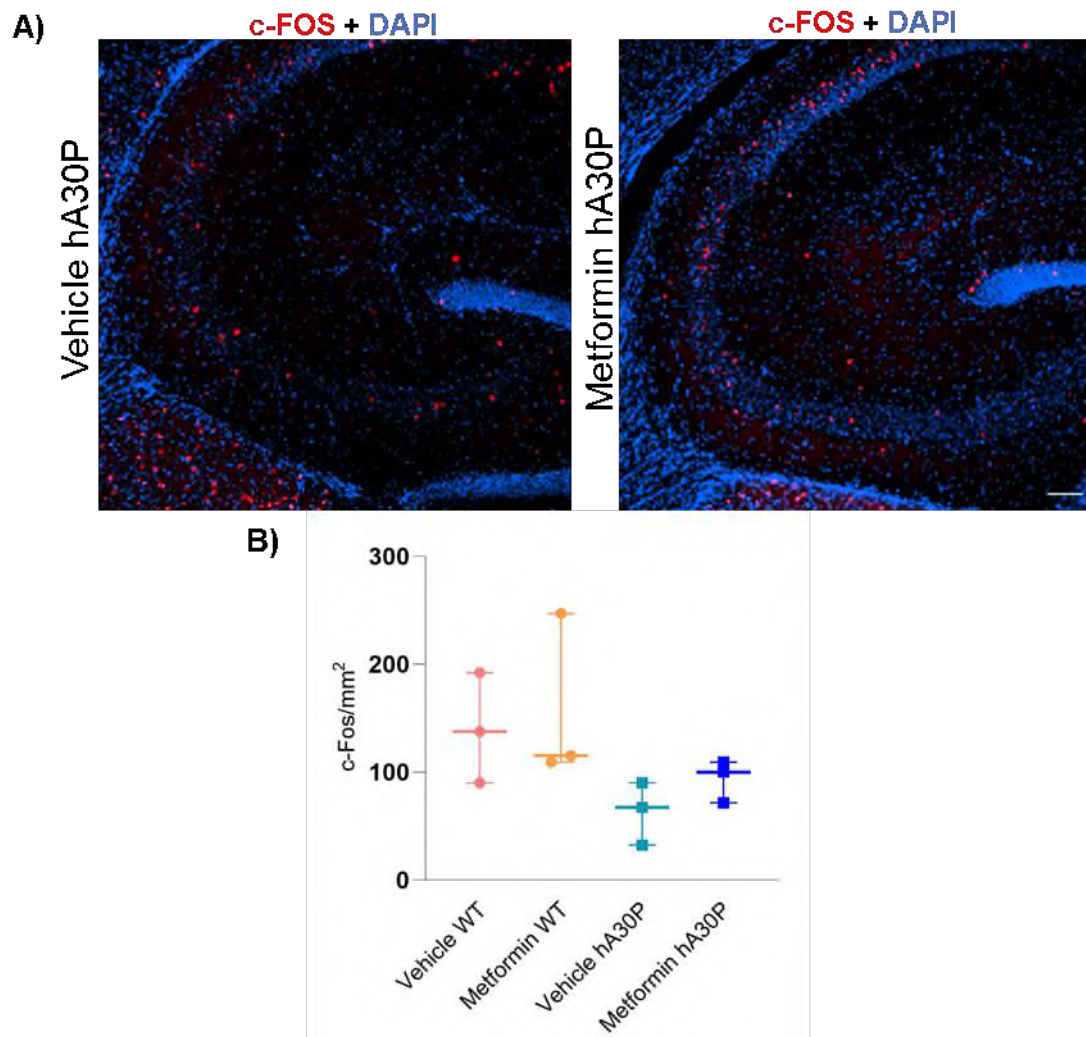 A)
c-FOS + DAPI
c-FOS + DAPI
Vehicle hA30P
Metformin hA30P
B)
c-Fos/mm²
300
200
100
0
Vehicle WT
Metformin WT
Vehicle hA30P
Metformin hA30P